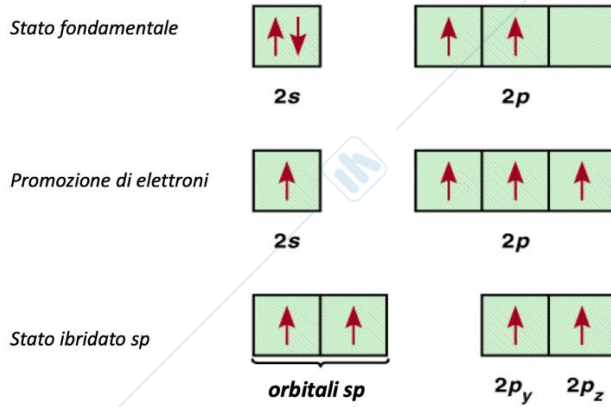 Stato fondamentale
2s
2p
Promozione di elettroni
2s
2p
Stato ibridato sp
orbitali sp
2py
2pz